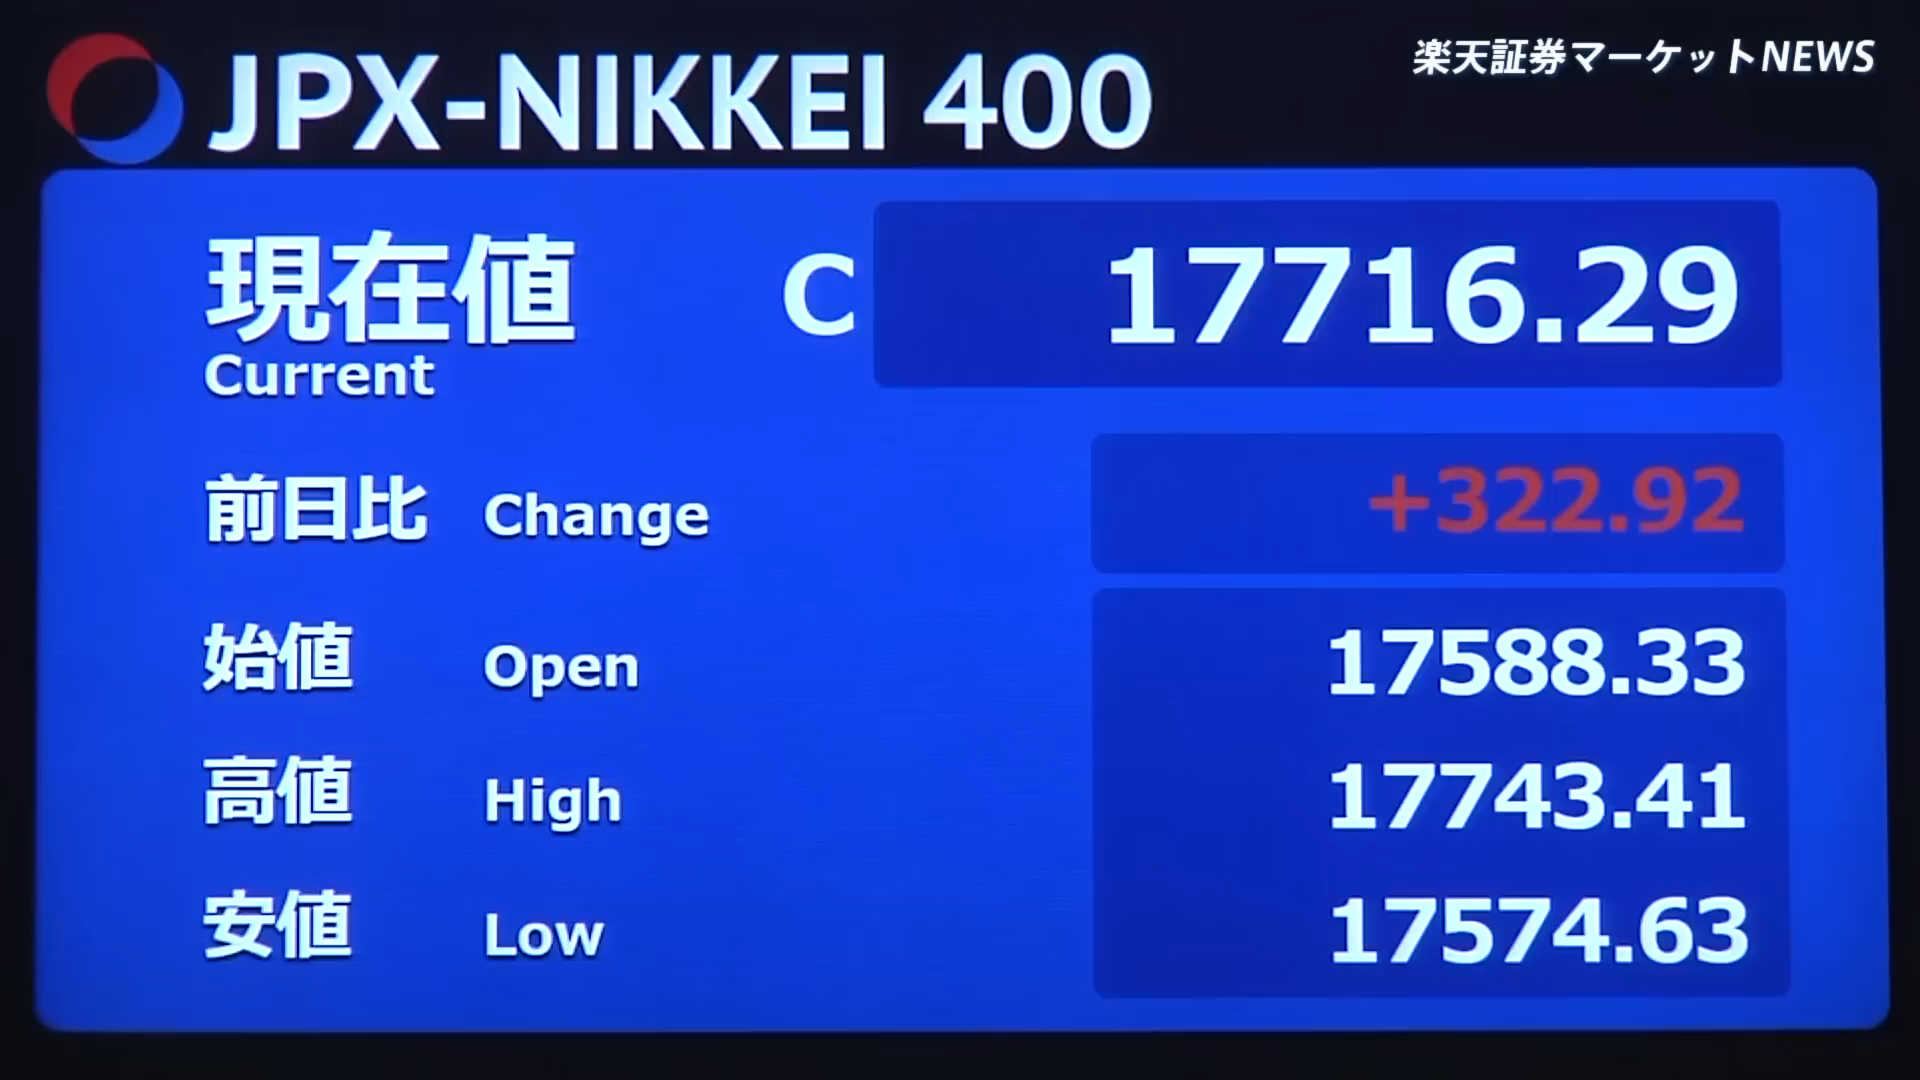 JPX-NIKKEI 400
楽天証券マーケットNEWS
現在値 C 17716.29
Current
前日比 Change +322.92
始値 Open 17588.33
高値 High 17743.41
安値 Low 17574.63